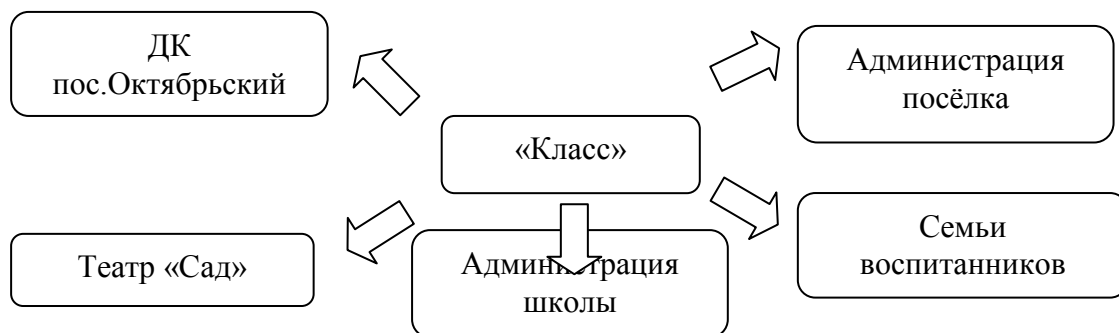 ДК
пос.Октябрьский
Администрация
посёлка
«Класс»
Театр «Сад»
Администрация
школы
Семьи
воспитанников